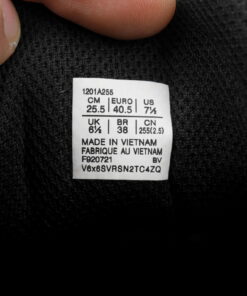 1201A255
CM EURO US
25.5 40.5 7½
UK BR CN
6½ 38 255(2.5)
MADE IN VIETNAM
FABRIQUE AU VIETNAM
F920721 BV
V6x6SVRSN2TC4ZQ